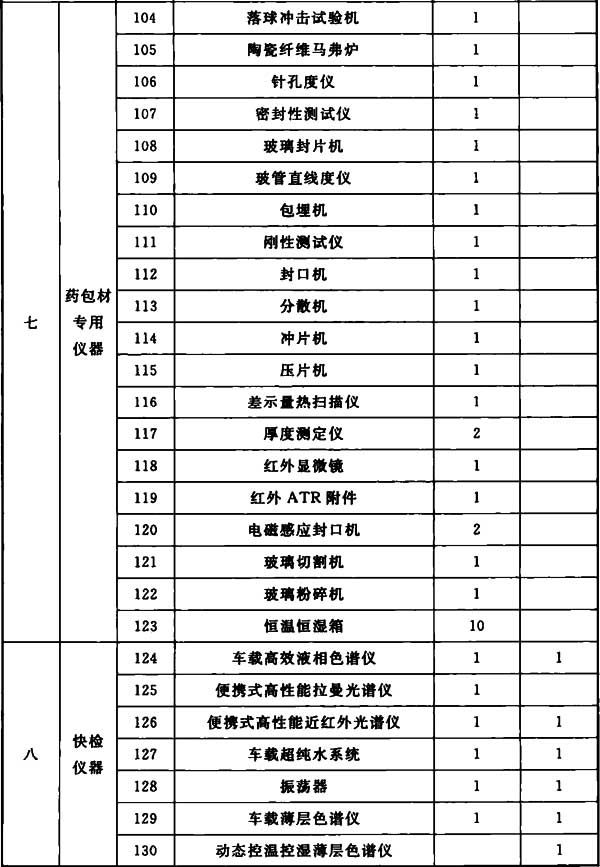 104 落球冲击试验机 1
105 陶瓷纤维马弗炉 1
106 针孔度仪 1
107 密封性测试仪 1
108 玻璃封片机 1
109 玻管直线度仪 1
110 包埋机 1
111 刚性测试仪 1
112 封口机 1
七 药包材专用仪器
113 分散机 1
114 冲片机 1
115 压片机 1
116 差示量热扫描仪 1
117 厚度测定仪 2
118 红外显微镜 1
119 红外 ATR 附件 1
120 电磁感应封口机 2
121 玻璃切割机 1
122 玻璃粉碎机 1
123 恒温恒湿箱 10
124 车载高效液相色谱仪 1 1
125 便携式高性能拉曼光谱仪 1
126 便携式高性能近红外光谱仪 1 1
八 快检仪器
127 车载超纯水系统 1 1
128 振荡器 1 1
129 车载薄层色谱仪 1 1
130 动态控温控湿薄层色谱仪 1